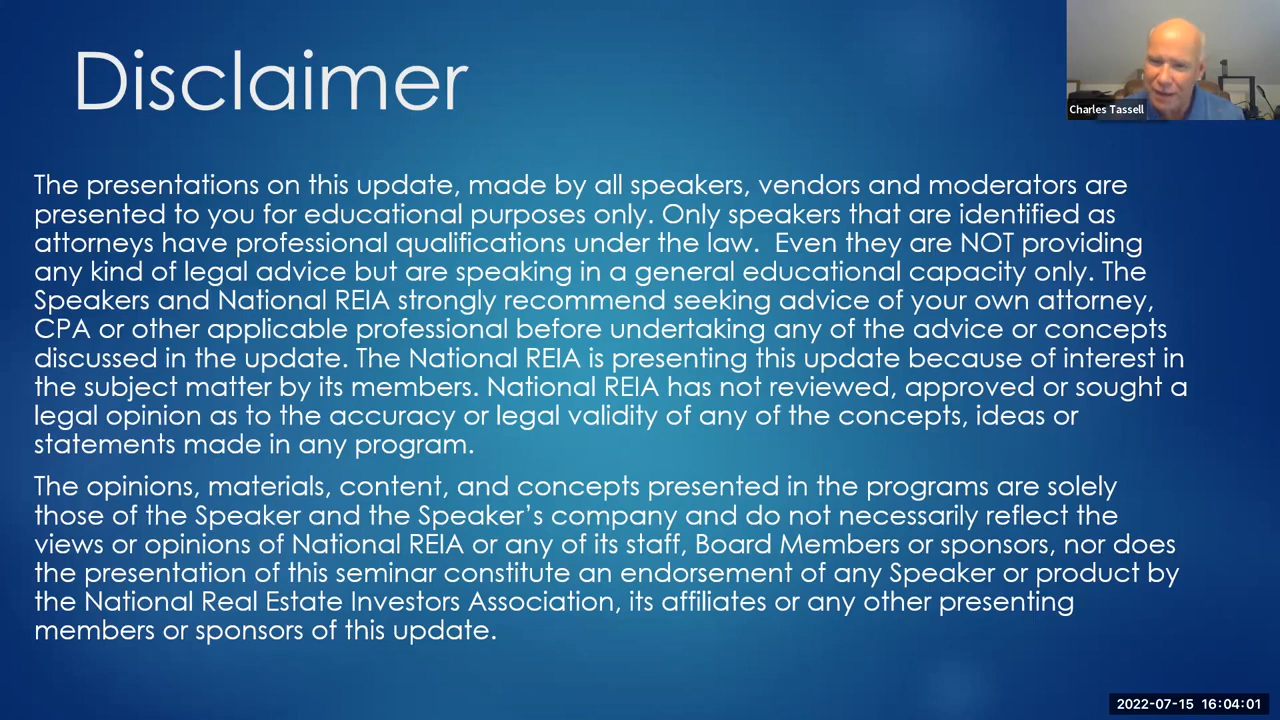 Disclaimer
Charles Tassell
The presentations on this update, made by all speakers, vendors and moderators are
presented to you for educational purposes only. Only speakers that are identified as
attorneys have professional qualifications under the law.  Even they are NOT providing
any kind of legal advice but are speaking in a general educational capacity only. The
Speakers and National REIA strongly recommend seeking advice of your own attorney,
CPA or other applicable professional before undertaking any of the advice or concepts
discussed in the update. The National REIA is presenting this update because of interest in
the subject matter by its members. National REIA has not reviewed, approved or sought a
legal opinion as to the accuracy or legal validity of any of the concepts, ideas or
statements made in any program.
The opinions, materials, content, and concepts presented in the programs are solely
those of the Speaker and the Speaker’s company and do not necessarily reflect the
views or opinions of National REIA or any of its staff, Board Members or sponsors, nor does
the presentation of this seminar constitute an endorsement of any Speaker or product by
the National Real Estate Investors Association, its affiliates or any other presenting
members or sponsors of this update.
2022-07-15 16:04:01